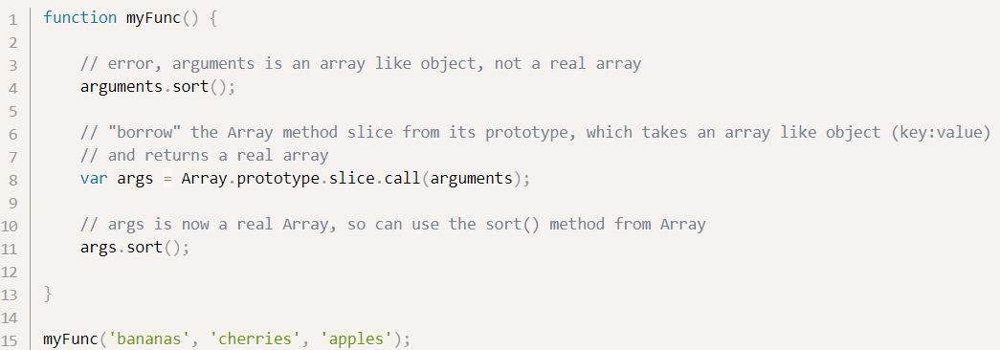 1 function myFunc() {
2
3 // error, arguments is an array like object, not a real array
4 arguments.sort();
5
6 // "borrow" the Array method slice from its prototype, which takes an array like object (key:value)
7 // and returns a real array
8 var args = Array.prototype.slice.call(arguments);
9
10 // args is now a real Array, so can use the sort() method from Array
11 args.sort();
12
13 }
14
15 myFunc('bananas', 'cherries', 'apples');